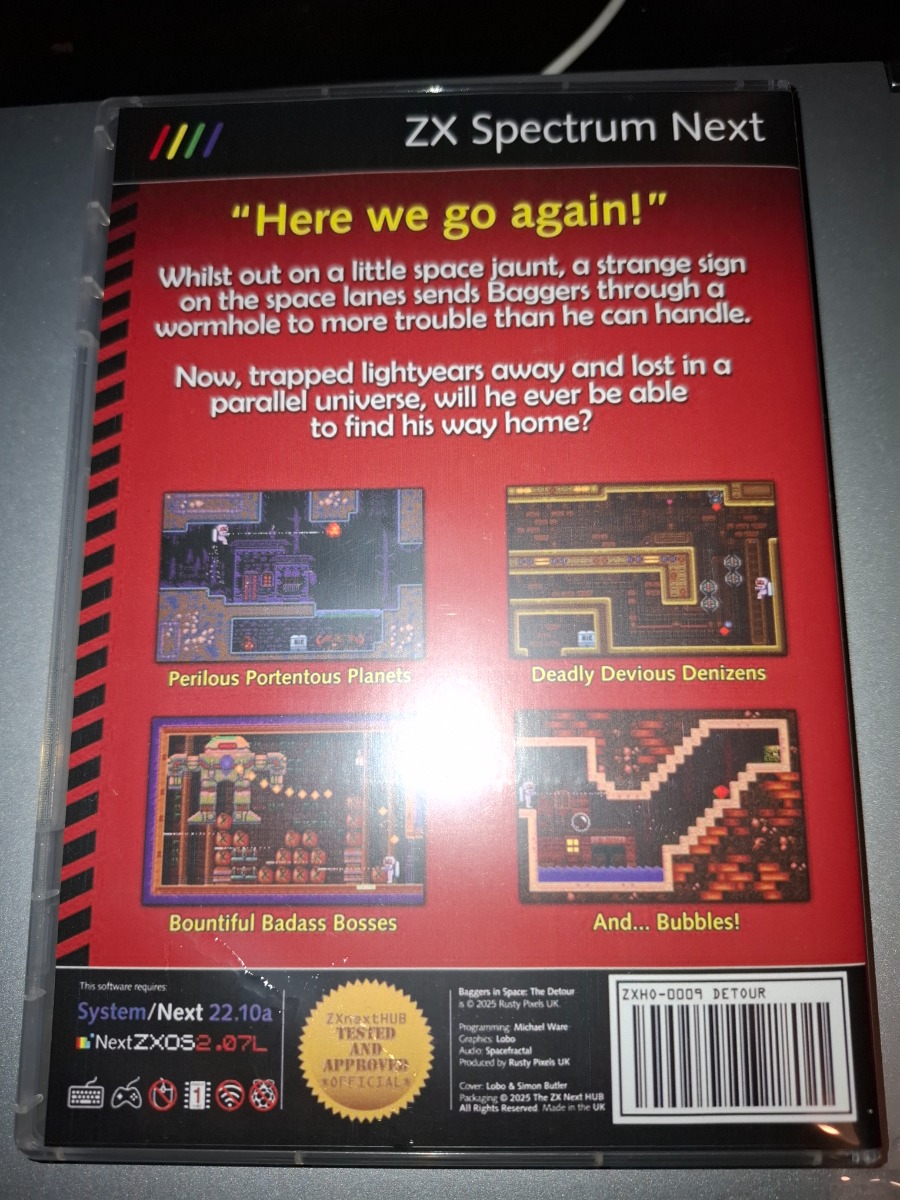 ZX Spectrum Next
“Here we go again!”
Whilst out on a little space jaunt, a strange sign
on the space lanes sends Baggers through a
wormhole to more trouble than he can handle.
Now, trapped lightyears away and lost in a
parallel universe, will he ever be able
to find his way home?
Perilous Portentous Planets
Deadly Devious Denizens
Bountiful Badass Bosses
And... Bubbles!
This software requires:
System/Next 22.10a
NextZXOS2.07L
1
ZXnextHUB
TESTED
AND
APPROVED
*OFFICIAL*
Baggers in Space: The Detour
is © 2025 Rusty Pixels UK.
Programming: Michael Ware
Graphics: Lobo
Audio: Spacefractal
Produced by Rusty Pixels UK
Cover: Lobo & Simon Butler
Packaging © 2025 The ZX Next HUB
All Rights Reserved. Made in the UK
ZXHO-0009 DETOUR